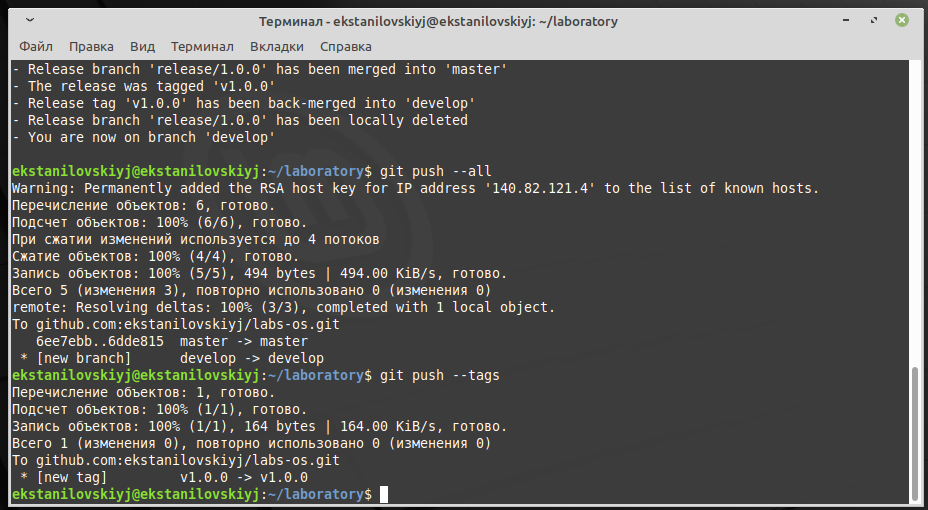 Терминал - ekstanilovskiyj@ekstanilovskiyj: ~/laboratory
Файл Правка Вид Терминал Вкладки Справка
- Release branch 'release/1.0.0' has been merged into 'master'
- The release was tagged 'v1.0.0'
- Release tag 'v1.0.0' has been back-merged into 'develop'
- Release branch 'release/1.0.0' has been locally deleted
- You are now on branch 'develop'
ekstanilovskiyj@ekstanilovskiyj:~/laboratory$ git push --all
Warning: Permanently added the RSA host key for IP address '140.82.121.4' to the list of known hosts.
Перечисление объектов: 6, готово.
Подсчет объектов: 100% (6/6), готово.
При сжатии изменений используется до 4 потоков
Сжатие объектов: 100% (4/4), готово.
Запись объектов: 100% (5/5), 494 bytes | 494.00 KiB/s, готово.
Всего 5 (изменения 3), повторно использовано 0 (изменения 0)
remote: Resolving deltas: 100% (3/3), completed with 1 local object.
To github.com:ekstanilovskiyj/labs-os.git
   6ee7ebb..6dde815  master -> master
 * [new branch]      develop -> develop
ekstanilovskiyj@ekstanilovskiyj:~/laboratory$ git push --tags
Перечисление объектов: 1, готово.
Подсчет объектов: 100% (1/1), готово.
Запись объектов: 100% (1/1), 164 bytes | 164.00 KiB/s, готово.
Всего 1 (изменения 0), повторно использовано 0 (изменения 0)
To github.com:ekstanilovskiyj/labs-os.git
 * [new tag]         v1.0.0 -> v1.0.0
ekstanilovskiyj@ekstanilovskiyj:~/laboratory$